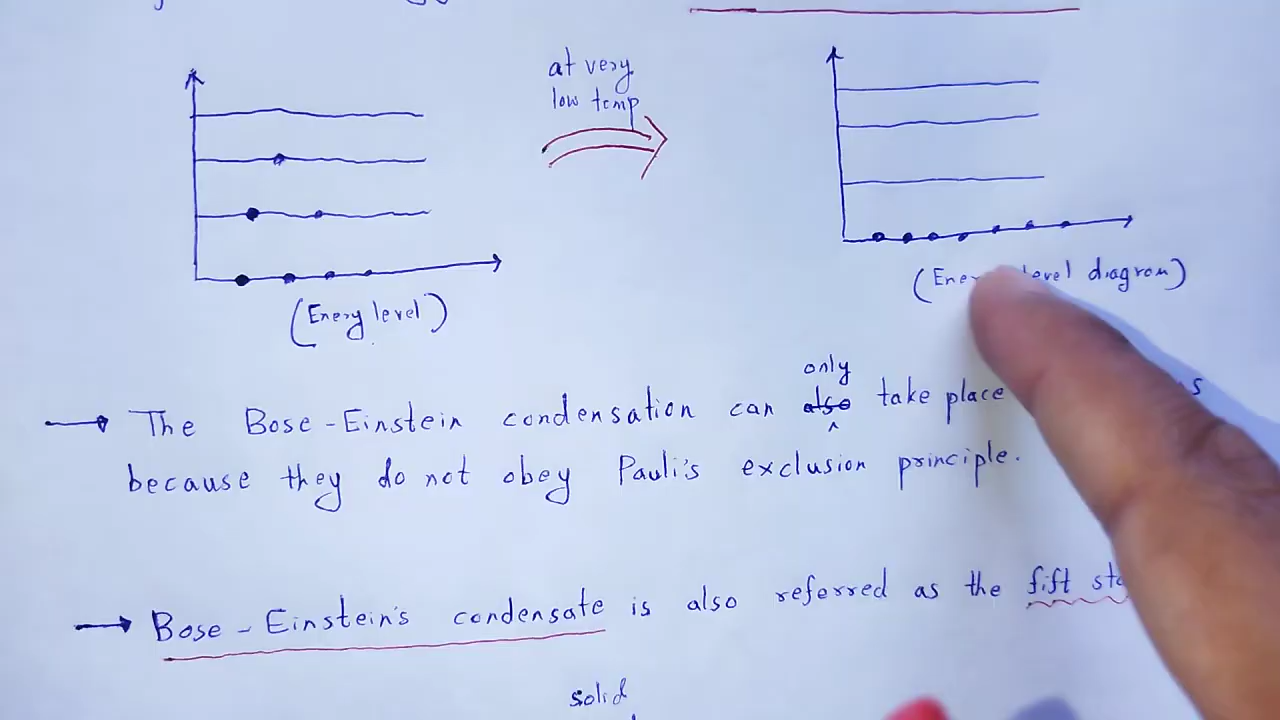 at very
low temp
(Enery level)
level diagram)
only
The Bose-Einstein condensation can also take place
because they do not obey Pauli's exclusion principle.
Bose-Einstein's condensate is also referred as the fift
solid